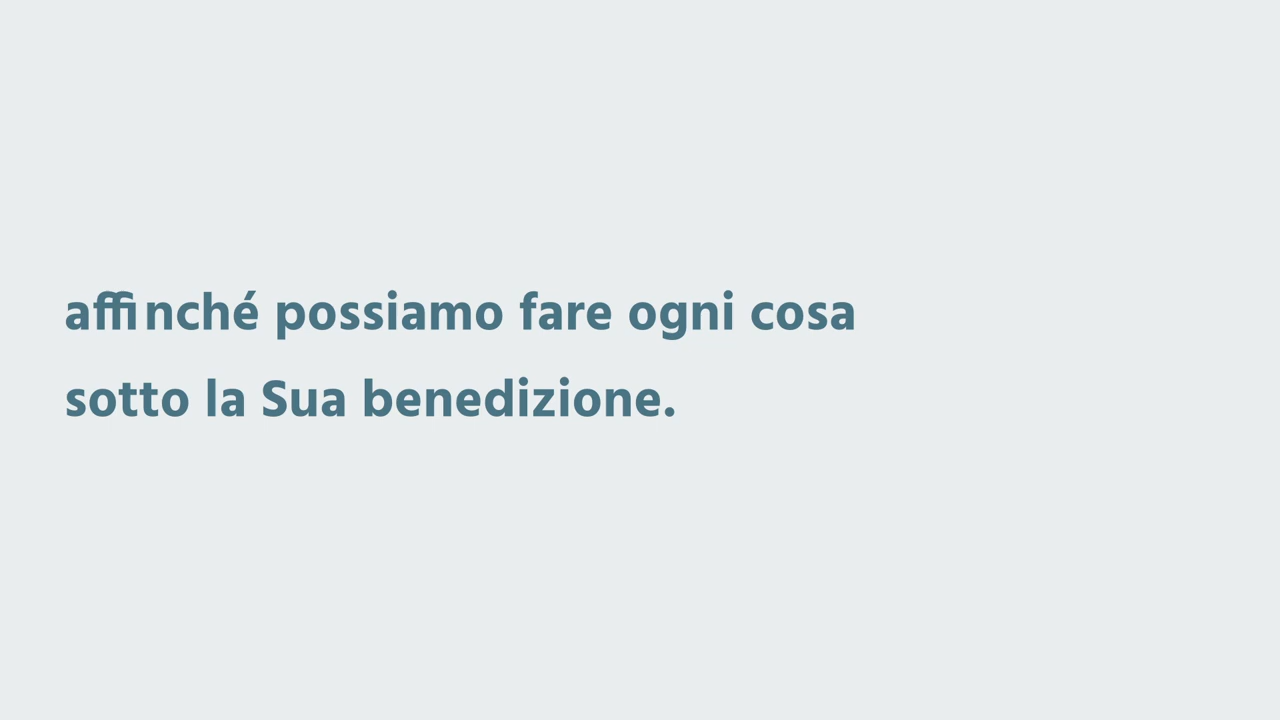 affinché possiamo fare ogni cosa
sotto la Sua benedizione.